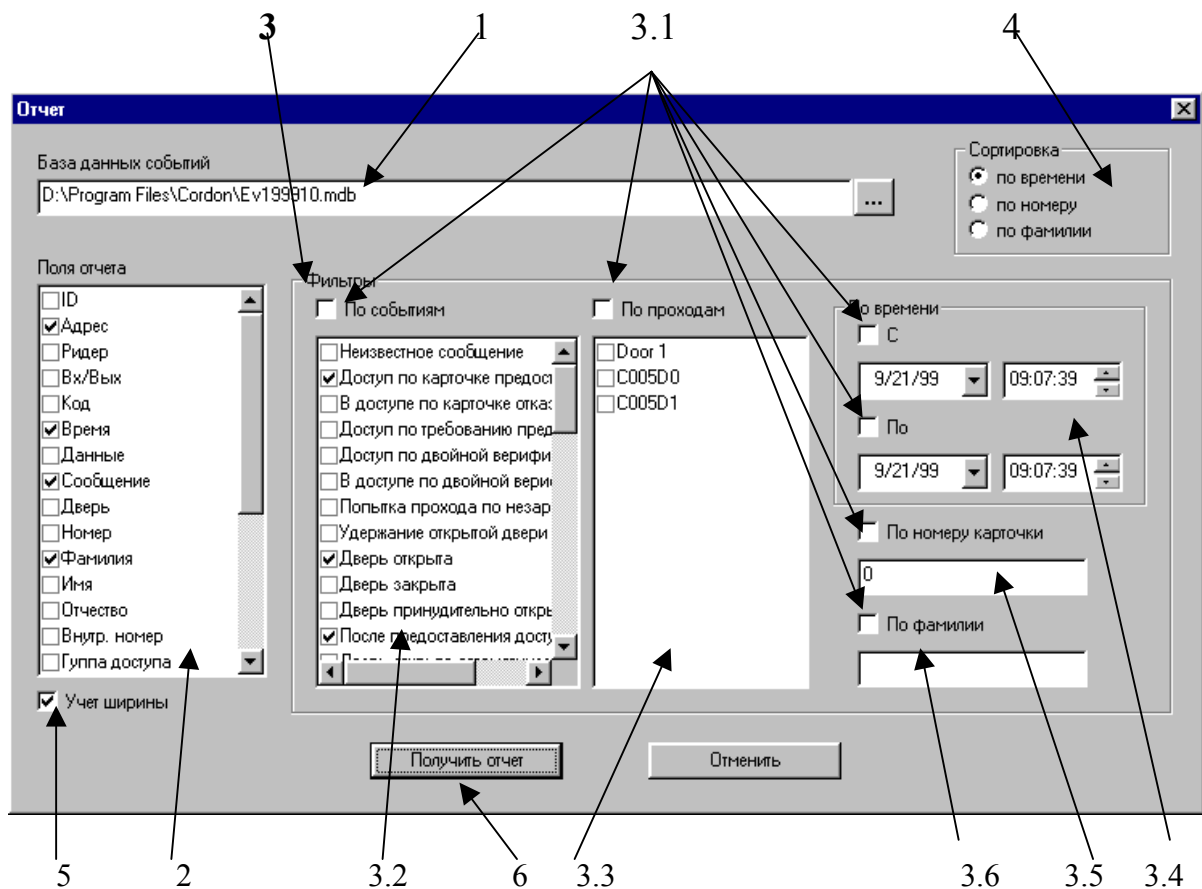 3 1 3.1 4
Отчет
База данных событий
D:\Program Files\Cordon\Ev199910.mdb
...
Сортировка
по времени
по номеру
по фамилии
Поля отчета
ID
Адрес
Ридер
Вх/Вых
Код
Время
Данные
Сообщение
Дверь
Номер
Фамилия
Имя
Отчество
Внутр. номер
Гуппа доступа
Учет ширины
Фильтры
По событиям
Неизвестное сообщение
Доступ по карточке предост
В доступе по карточке отказ
Доступ по требованию пред
Доступ по двойной верифи
В доступе по двойной вери
Попытка прохода по незар
Удержание открытой двери
Дверь открыта
Дверь закрыта
Дверь принудительно откры
После предоставления досту
По проходам
Door 1
C005D0
C005D1
По времени
С
9/21/99 09:07:39
По
9/21/99 09:07:39
По номеру карточки
0
По фамилии
Получить отчет
Отменить
5 2 3.2 6 3.3 3.6 3.5 3.4